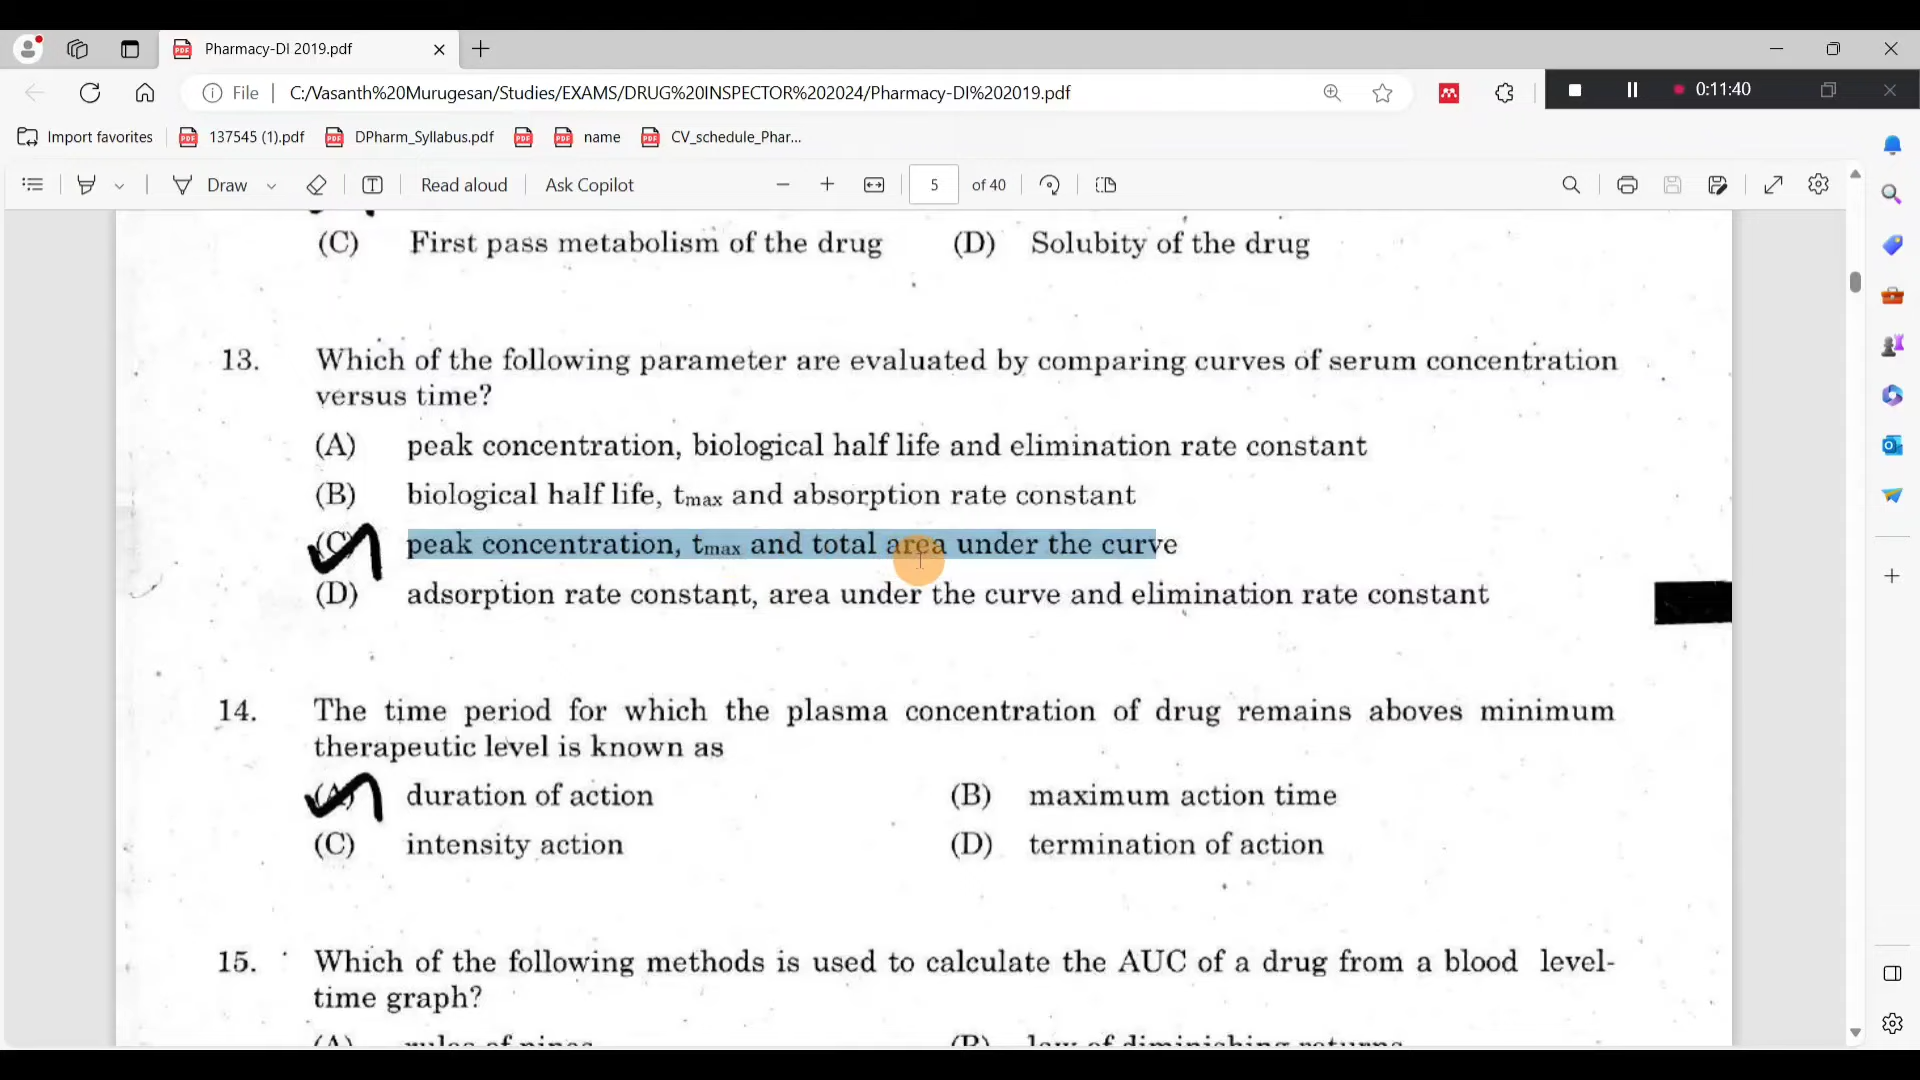 Pharmacy-DI 2019.pdf
File
C:/Vasanth%20Murugesan/Studies/EXAMS/DRUG%20INSPECTOR%202024/Pharmacy-DI%202019.pdf
0:11:40
Import favorites
137545 (1).pdf
DPharm_Syllabus.pdf
name
CV_schedule_Phar...
Draw
Read aloud
Ask Copilot
5
of 40
(C) First pass metabolism of the drug (D) Solubity of the drug
13. Which of the following parameter are evaluated by comparing curves of serum concentration
versus time?
(A) peak concentration, biological half life and elimination rate constant
(B) biological half life, tmax and absorption rate constant
(C) peak concentration, tmax and total area under the curve
(D) adsorption rate constant, area under the curve and elimination rate constant
14. The time period for which the plasma concentration of drug remains aboves minimum
therapeutic level is known as
(A) duration of action (B) maximum action time
(C) intensity action (D) termination of action
15. Which of the following methods is used to calculate the AUC of a drug from a blood level-
time graph?
(A) rules of nines (B) law of diminishing returns